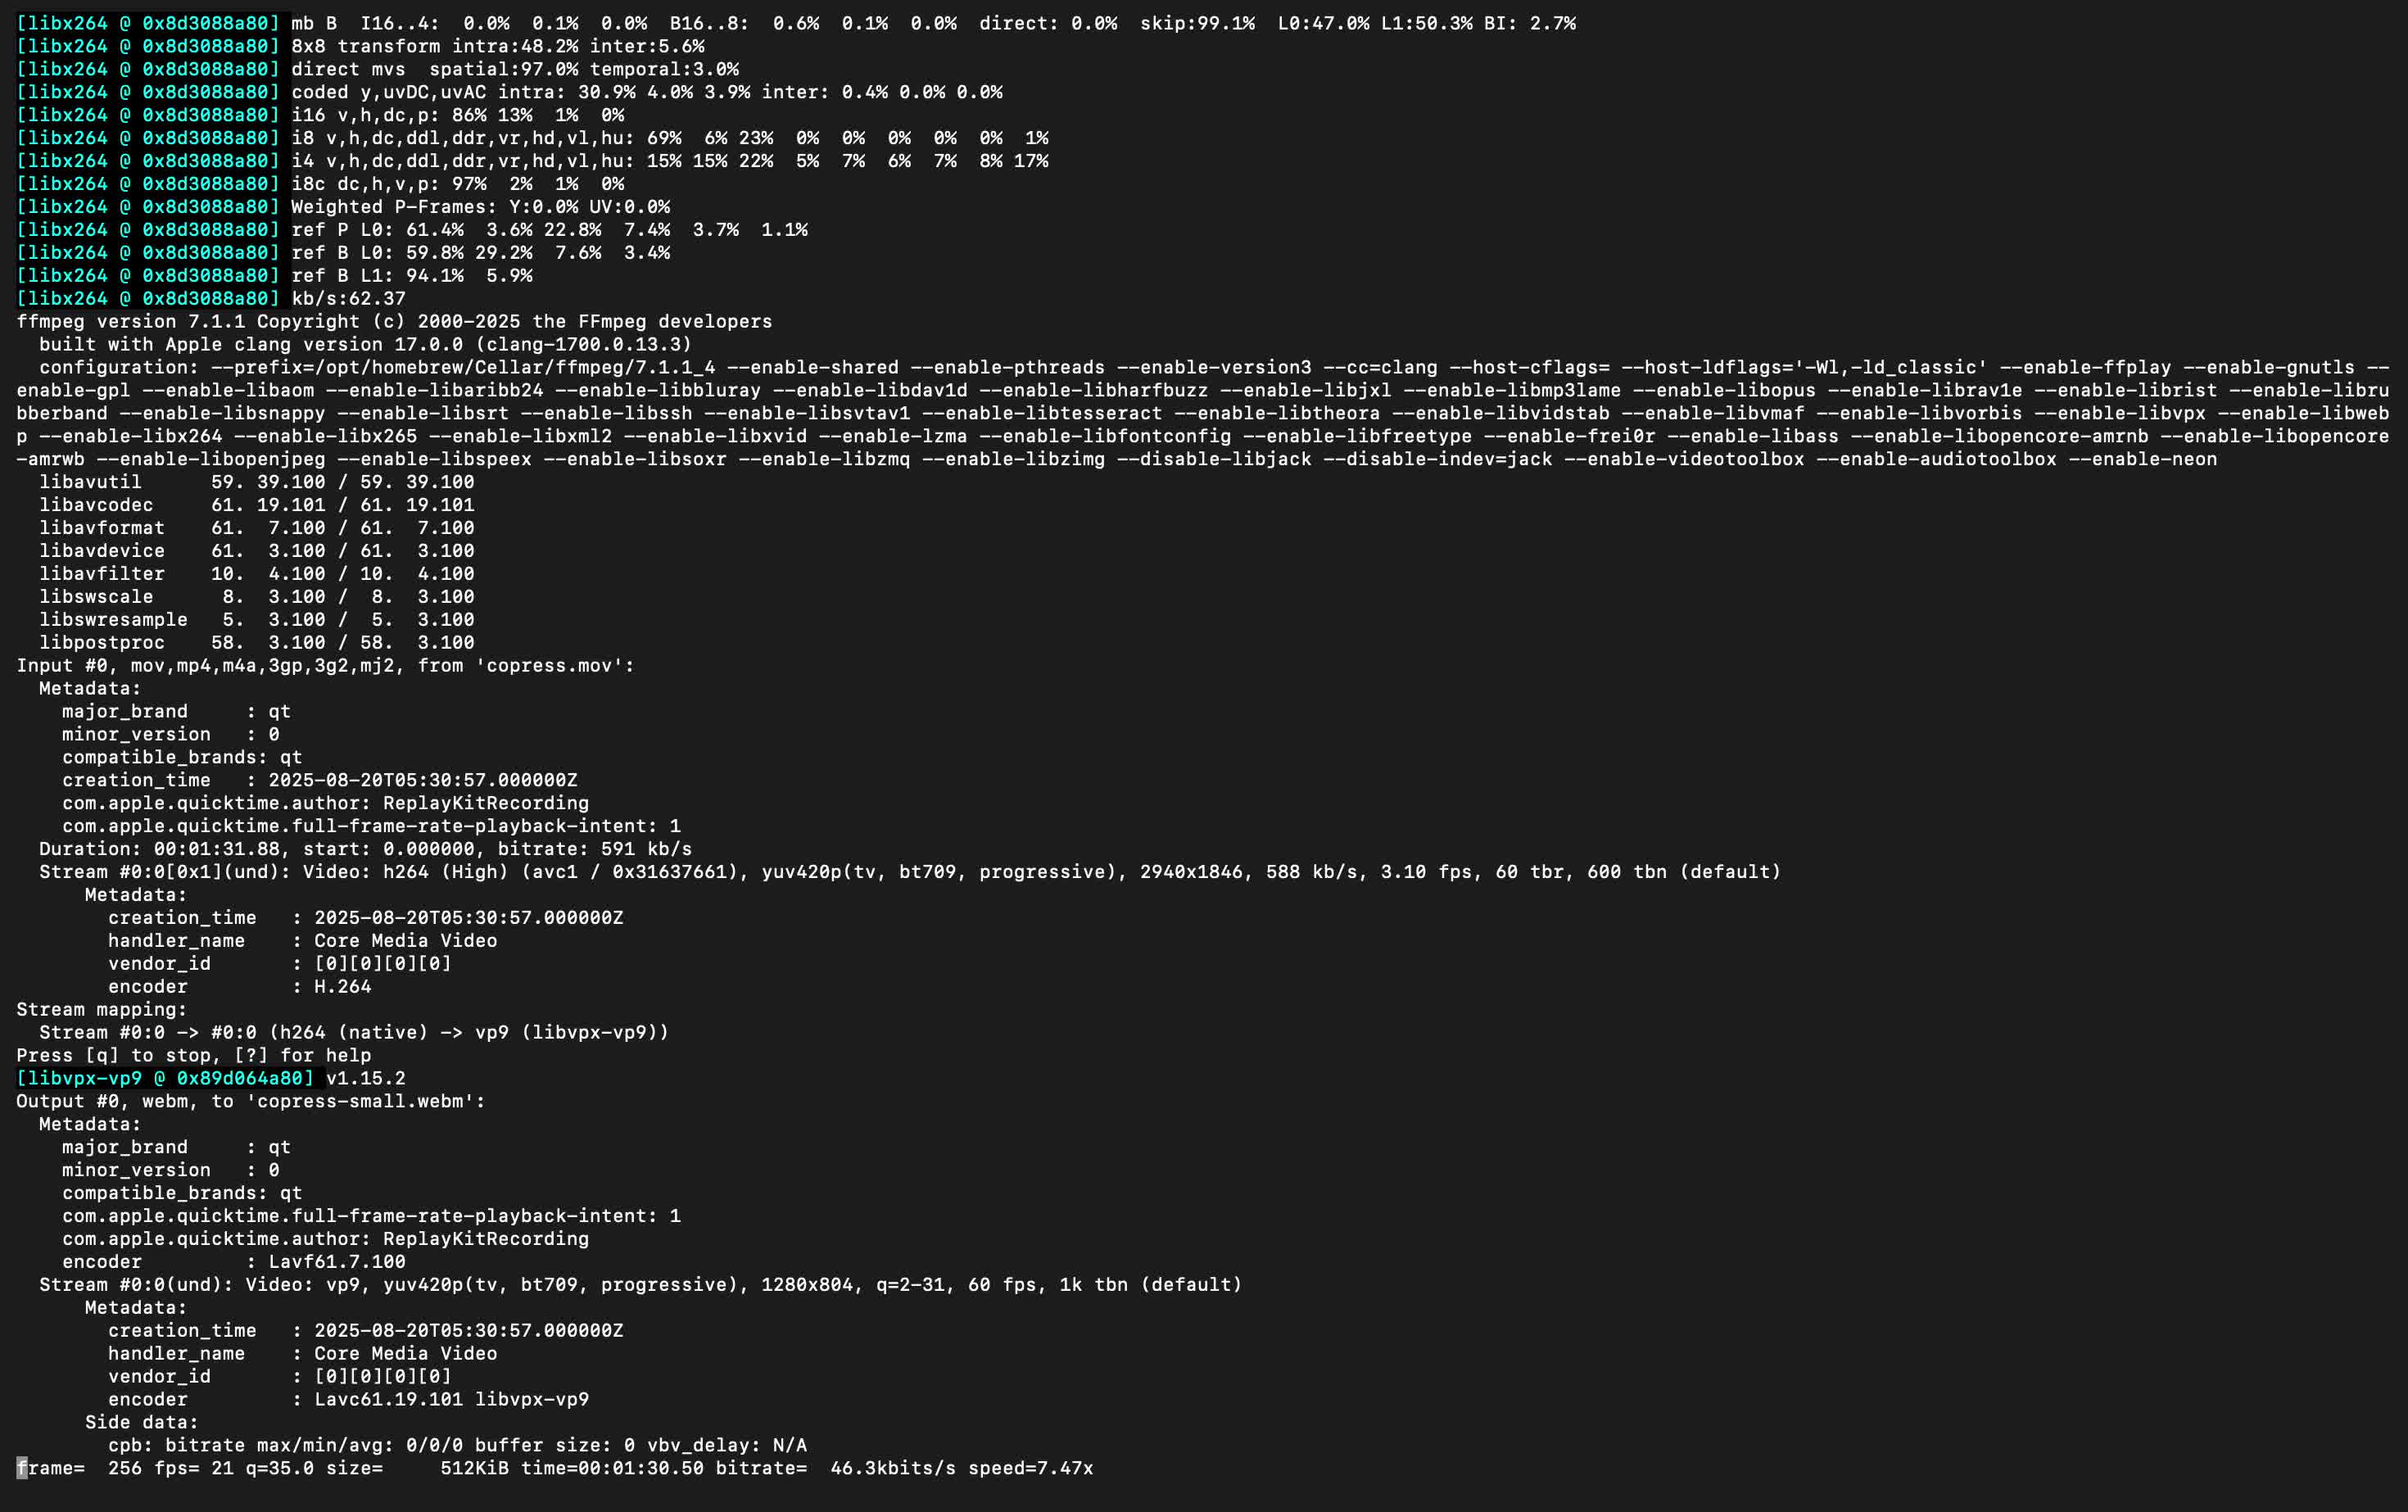 [libx264 @ 0x8d3088a80] mb B  I16..4:  0.0%  0.1%  0.0%  B16..8:  0.6%  0.1%  0.0%  direct: 0.0%  skip:99.1%  L0:47.0% L1:50.3% BI: 2.7%
[libx264 @ 0x8d3088a80] 8x8 transform intra:48.2% inter:5.6%
[libx264 @ 0x8d3088a80] direct mvs  spatial:97.0% temporal:3.0%
[libx264 @ 0x8d3088a80] coded y,uvDC,uvAC intra: 30.9% 4.0% 3.9% inter: 0.4% 0.0% 0.0%
[libx264 @ 0x8d3088a80] i16 v,h,dc,p: 86% 13%  1%  0%
[libx264 @ 0x8d3088a80] i8 v,h,dc,ddl,ddr,vr,hd,vl,hu: 69%  6% 23%  0%  0%  0%  0%  0%  1%
[libx264 @ 0x8d3088a80] i4 v,h,dc,ddl,ddr,vr,hd,vl,hu: 15% 15% 22%  5%  7%  6%  7%  8% 17%
[libx264 @ 0x8d3088a80] i8c dc,h,v,p: 97%  2%  1%  0%
[libx264 @ 0x8d3088a80] Weighted P-Frames: Y:0.0% UV:0.0%
[libx264 @ 0x8d3088a80] ref P L0: 61.4%  3.6% 22.8%  7.4%  3.7%  1.1%
[libx264 @ 0x8d3088a80] ref B L0: 59.8% 29.2%  7.6%  3.4%
[libx264 @ 0x8d3088a80] ref B L1: 94.1%  5.9%
[libx264 @ 0x8d3088a80] kb/s:62.37
ffmpeg version 7.1.1 Copyright (c) 2000-2025 the FFmpeg developers
  built with Apple clang version 17.0.0 (clang-1700.0.13.3)
  configuration: --prefix=/opt/homebrew/Cellar/ffmpeg/7.1.1_4 --enable-shared --enable-pthreads --enable-version3 --cc=clang --host-cflags= --host-ldflags='-Wl,-ld_classic' --enable-ffplay --enable-gnutls --
enable-gpl --enable-libaom --enable-libaribb24 --enable-libbluray --enable-libdav1d --enable-libharfbuzz --enable-libjxl --enable-libmp3lame --enable-libopus --enable-librav1e --enable-librist --enable-libru
bberband --enable-libsnappy --enable-libsrt --enable-libssh --enable-libsvtav1 --enable-libtesseract --enable-libtheora --enable-libvidstab --enable-libvmaf --enable-libvorbis --enable-libvpx --enable-libweb
p --enable-libx264 --enable-libx265 --enable-libxml2 --enable-libxvid --enable-lzma --enable-libfontconfig --enable-libfreetype --enable-frei0r --enable-libass --enable-libopencore-amrnb --enable-libopencore
-amrwb --enable-libopenjpeg --enable-libspeex --enable-libsoxr --enable-libzmq --enable-libzimg --disable-libjack --disable-indev=jack --enable-videotoolbox --enable-audiotoolbox --enable-neon
  libavutil      59. 39.100 / 59. 39.100
  libavcodec     61. 19.101 / 61. 19.101
  libavformat    61.  7.100 / 61.  7.100
  libavdevice    61.  3.100 / 61.  3.100
  libavfilter    10.  4.100 / 10.  4.100
  libswscale      8.  3.100 /  8.  3.100
  libswresample   5.  3.100 /  5.  3.100
  libpostproc    58.  3.100 / 58.  3.100
Input #0, mov,mp4,m4a,3gp,3g2,mj2, from 'copress.mov':
  Metadata:
    major_brand     : qt
    minor_version   : 0
    compatible_brands: qt
    creation_time   : 2025-08-20T05:30:57.000000Z
    com.apple.quicktime.author: ReplayKitRecording
    com.apple.quicktime.full-frame-rate-playback-intent: 1
  Duration: 00:01:31.88, start: 0.000000, bitrate: 591 kb/s
  Stream #0:0[0x1](und): Video: h264 (High) (avc1 / 0x31637661), yuv420p(tv, bt709, progressive), 2940x1846, 588 kb/s, 3.10 fps, 60 tbr, 600 tbn (default)
      Metadata:
        creation_time   : 2025-08-20T05:30:57.000000Z
        handler_name    : Core Media Video
        vendor_id       : [0][0][0][0]
        encoder         : H.264
Stream mapping:
  Stream #0:0 -> #0:0 (h264 (native) -> vp9 (libvpx-vp9))
Press [q] to stop, [?] for help
[libvpx-vp9 @ 0x89d064a80] v1.15.2
Output #0, webm, to 'copress-small.webm':
  Metadata:
    major_brand     : qt
    minor_version   : 0
    compatible_brands: qt
    com.apple.quicktime.full-frame-rate-playback-intent: 1
    com.apple.quicktime.author: ReplayKitRecording
    encoder         : Lavf61.7.100
  Stream #0:0(und): Video: vp9, yuv420p(tv, bt709, progressive), 1280x804, q=2-31, 60 fps, 1k tbn (default)
      Metadata:
        creation_time   : 2025-08-20T05:30:57.000000Z
        handler_name    : Core Media Video
        vendor_id       : [0][0][0][0]
        encoder         : Lavc61.19.101 libvpx-vp9
      Side data:
        cpb: bitrate max/min/avg: 0/0/0 buffer size: 0 vbv_delay: N/A
frame=  256 fps= 21 q=35.0 size=     512KiB time=00:01:30.50 bitrate=  46.3kbits/s speed=7.47x